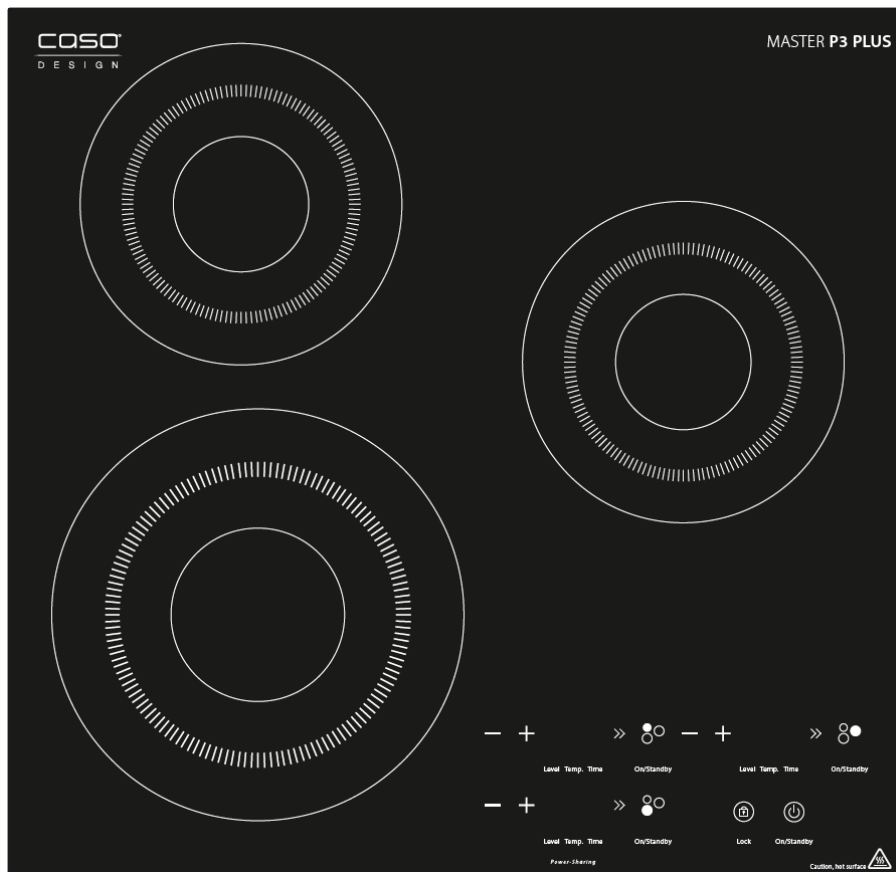 caso®
DESIGN
MASTER P3 PLUS
Level Temp. Time On/Standby
Level Temp. Time On/Standby
Level Temp. Time On/Standby
Power-Sharing
Lock On/Standby
Caution, hot surface